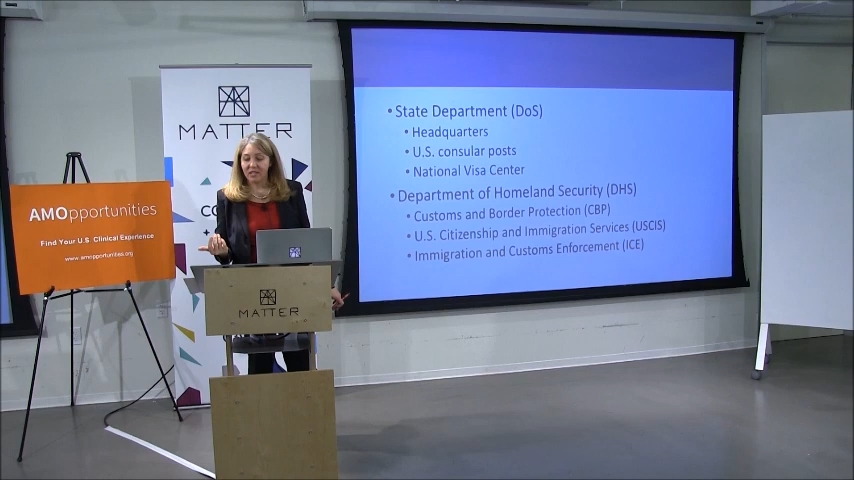 MATTER
CO
+
AMOpportunities
Find Your U.S. Clinical Experience
www.amopportunities.org
MATTER
• State Department (DoS)
• Headquarters
• U.S. consular posts
• National Visa Center
• Department of Homeland Security (DHS)
• Customs and Border Protection (CBP)
• U.S. Citizenship and Immigration Services (USCIS)
• Immigration and Customs Enforcement (ICE)